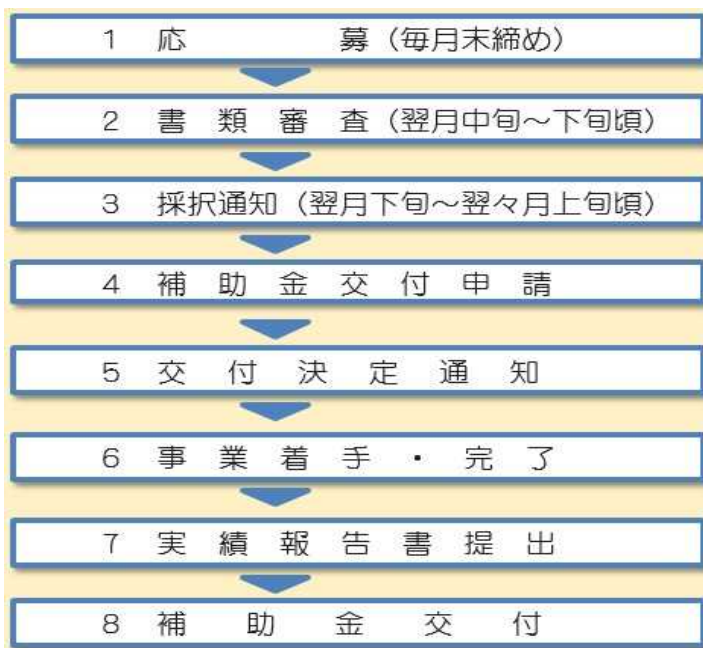 1 応募（毎月末締め）
2 書類審査（翌月中旬～下旬頃）
3 採択通知（翌月下旬～翌々月上旬頃）
4 補助金交付申請
5 交付決定通知
6 事業着手・完了
7 実績報告書提出
8 補助金交付